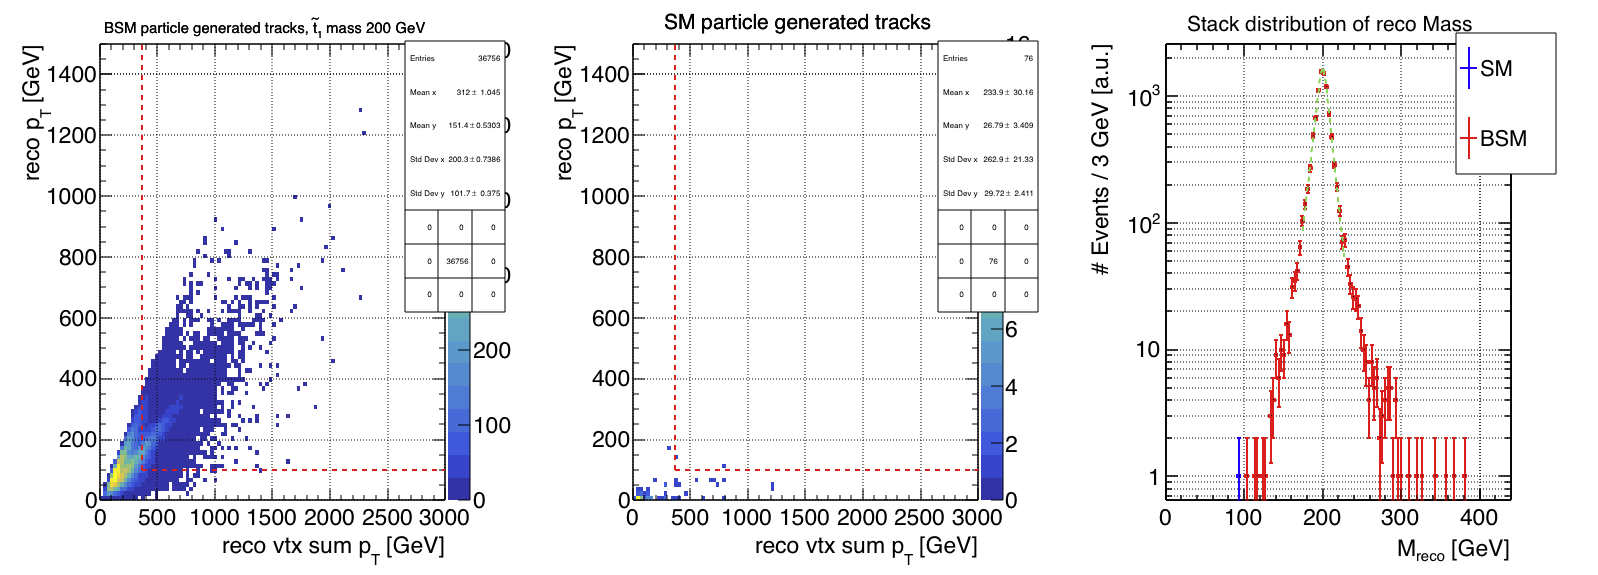 BSM particle generated tracks, t̃₁ mass 200 GeV
reco pT [GeV]
1400
1200
1000
800
600
400
200
0
0 500 1000 1500 2000 2500 3000
reco vtx sum pT [GeV]
Entries 36756
Mean x 312 ± 1.045
Mean y 151.4 ± 0.5303
Std Dev x 200.3 ± 0.7386
Std Dev y 101.7 ± 0.375
0 0 0
0 36756 0
0 0 0
200
100
0
SM particle generated tracks
reco pT [GeV]
1400
1200
1000
800
600
400
200
0
0 500 1000 1500 2000 2500 3000
reco vtx sum pT [GeV]
Entries 76
Mean x 233.9 ± 30.16
Mean y 26.79 ± 3.409
Std Dev x 262.9 ± 21.33
Std Dev y 29.72 ± 2.411
0 0 0
0 76 0
0 0 0
6
4
2
0
Stack distribution of reco Mass
# Events / 3 GeV [a.u.]
10³
10²
10
1
0 100 200 300 400
Mreco [GeV]
SM
BSM